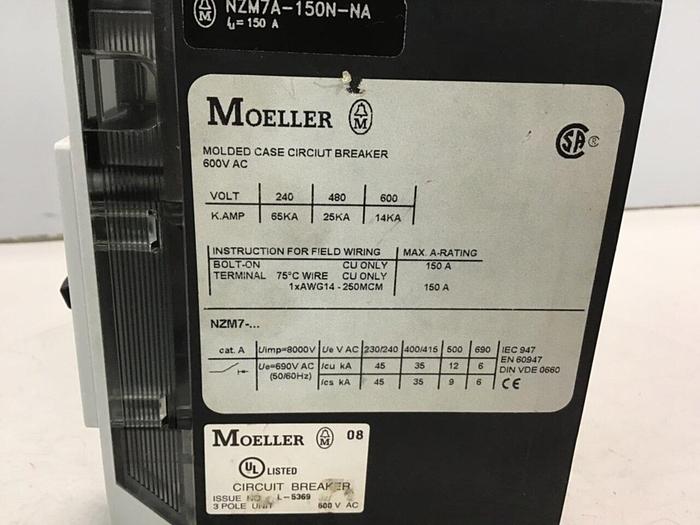 M NZM7A-150N-NA
Iu= 150 A
MOELLER M
MOLDED CASE CIRCIUT BREAKER
600V AC
SA ®
VOLT 240 480 600
K.AMP 65KA 25KA 14KA
INSTRUCTION FOR FIELD WIRING MAX. A-RATING
BOLT-ON CU ONLY 150 A
TERMINAL 75°C WIRE CU ONLY
1xAWG14 - 250MCM 150 A
NZM7-...
cat. A Uimp=8000V Ue V AC 230/240 400/415 500 690 IEC 947
EN 60947
Ue=690V AC Icu kA 45 35 12 6 DIN VDE 0660
(50/60Hz) Ics kA 45 35 9 6 CE
MOELLER M 08
UL LISTED
CIRCUIT BREAKER
ISSUE NO L-5369
3 POLE UNIT 600 V AC